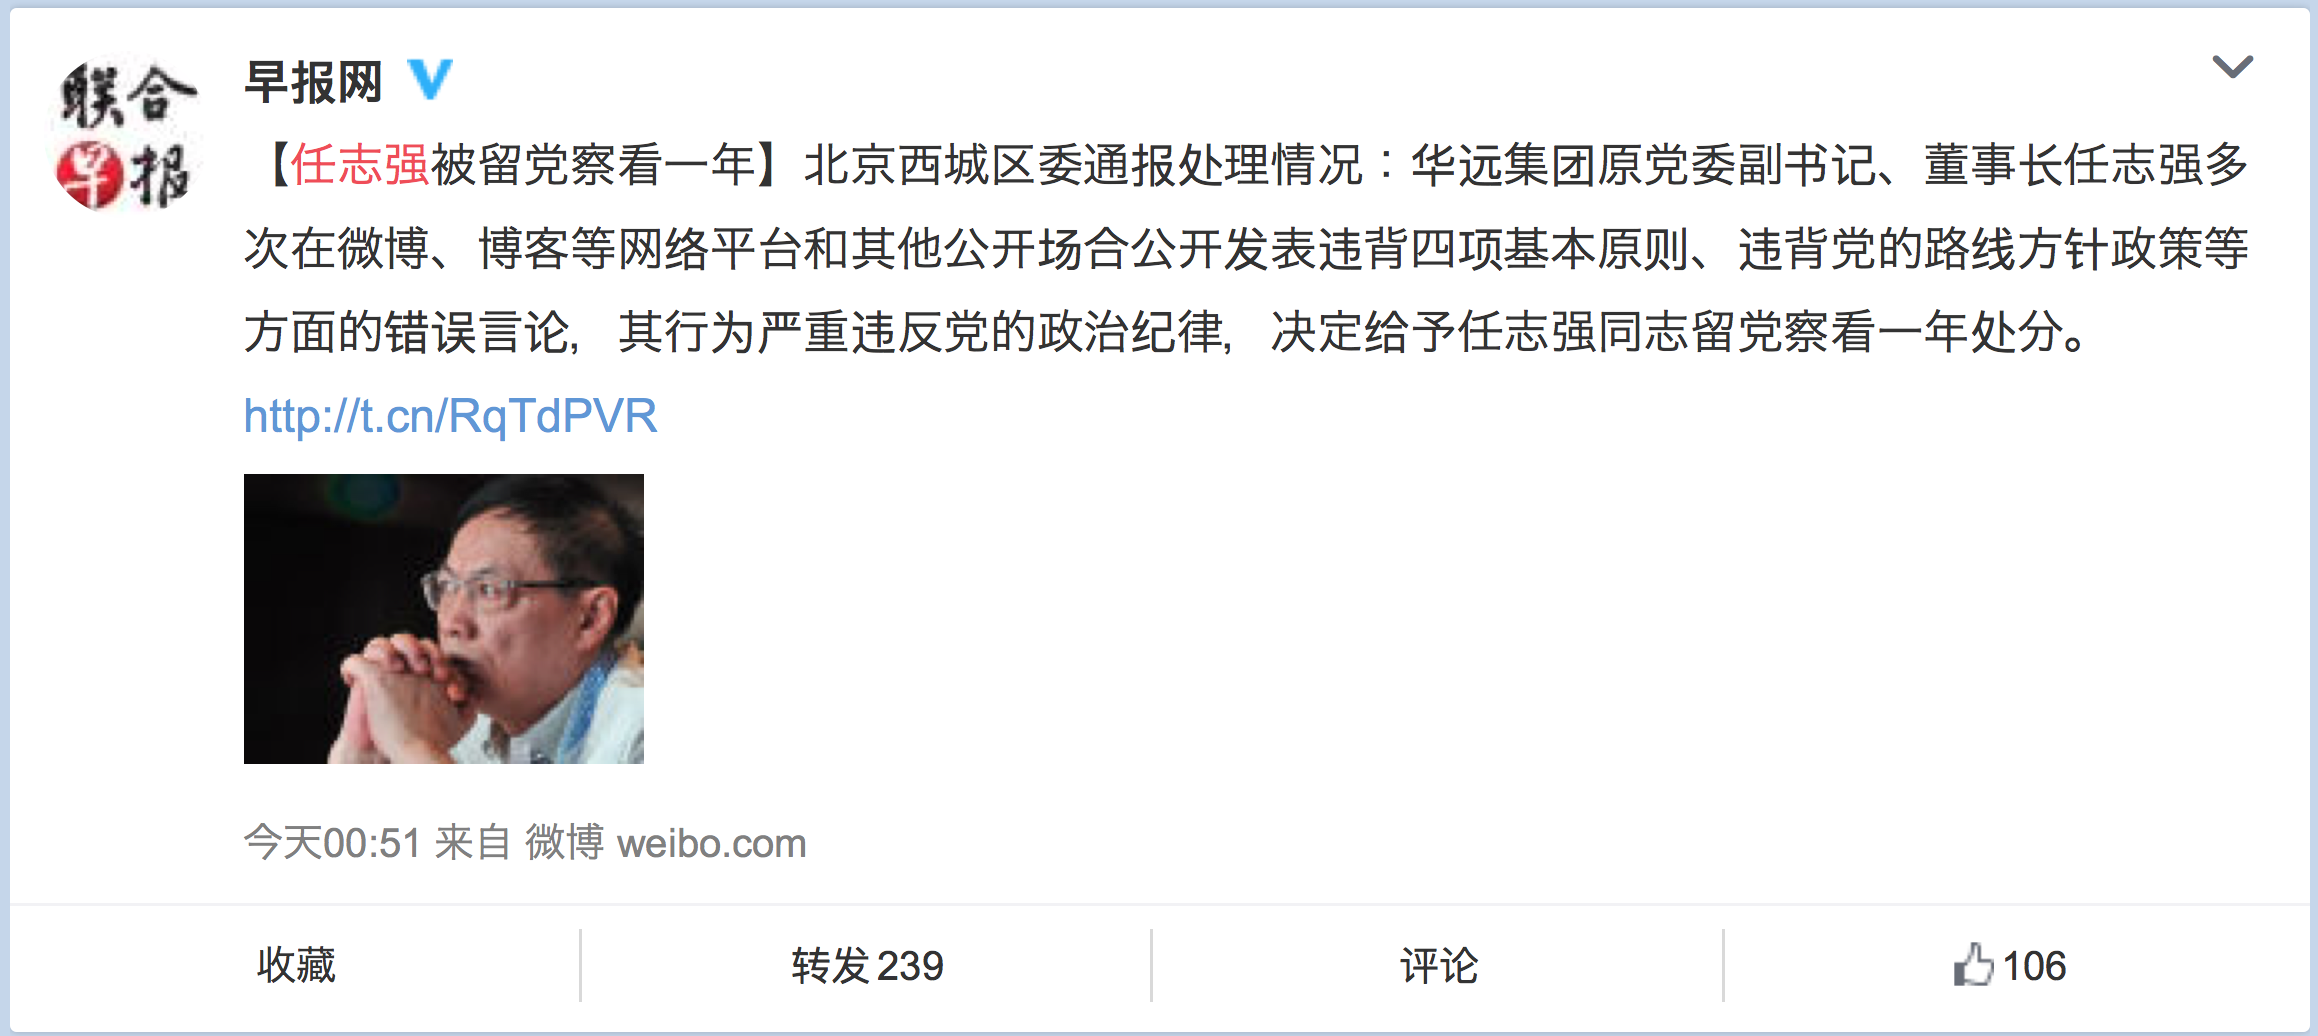 联合
早报
早报网
【任志强被留党察看一年】北京西城区委通报处理情况：华远集团原党委副书记、董事长任志强多
次在微博、博客等网络平台和其他公开场合公开发表违背四项基本原则、违背党的路线方针政策等
方面的错误言论，其行为严重违反党的政治纪律，决定给予任志强同志留党察看一年处分。
http://t.cn/RqTdPVR
今天00:51 来自 微博 weibo.com
收藏 转发239 评论 106